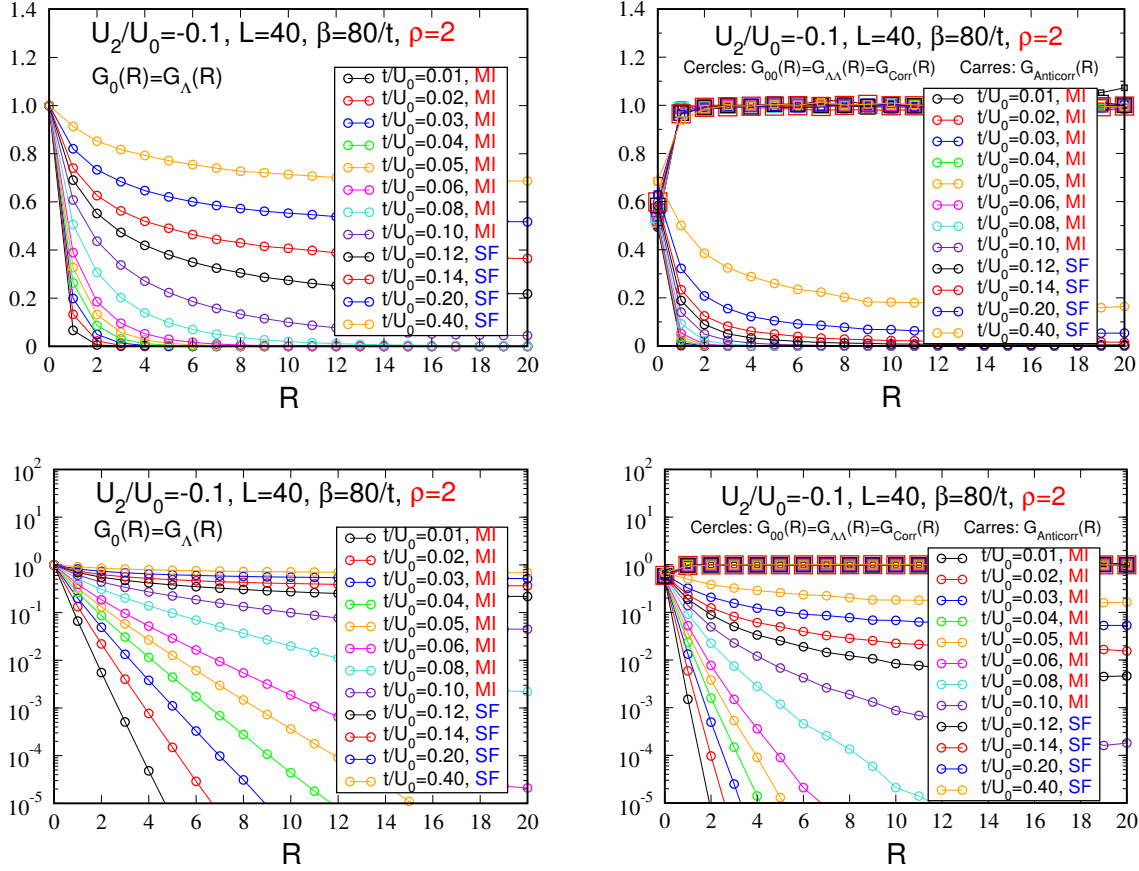 U2/U0=-0.1, L=40, β=80/t, ρ=2
G0(R)=GΛ(R)
t/U0=0.01, MI
t/U0=0.02, MI
t/U0=0.03, MI
t/U0=0.04, MI
t/U0=0.05, MI
t/U0=0.06, MI
t/U0=0.08, MI
t/U0=0.10, MI
t/U0=0.12, SF
t/U0=0.14, SF
t/U0=0.20, SF
t/U0=0.40, SF
1.4
1.2
1.0
0.8
0.6
0.4
0.2
0
0 2 4 6 8 10 12 14 16 18 20
R
U2/U0=-0.1, L=40, β=80/t, ρ=2
Cercles: G00(R)=GΛΛ(R)=GCorr(R) Carres: GAnticorr(R)
t/U0=0.01, MI
t/U0=0.02, MI
t/U0=0.03, MI
t/U0=0.04, MI
t/U0=0.05, MI
t/U0=0.06, MI
t/U0=0.08, MI
t/U0=0.10, MI
t/U0=0.12, SF
t/U0=0.14, SF
t/U0=0.20, SF
t/U0=0.40, SF
1.4
1.2
1.0
0.8
0.6
0.4
0.2
0
0 2 4 6 8 10 12 14 16 18 20
R
U2/U0=-0.1, L=40, β=80/t, ρ=2
G0(R)=GΛ(R)
t/U0=0.01, MI
t/U0=0.02, MI
t/U0=0.03, MI
t/U0=0.04, MI
t/U0=0.05, MI
t/U0=0.06, MI
t/U0=0.08, MI
t/U0=0.10, MI
t/U0=0.12, SF
t/U0=0.14, SF
t/U0=0.20, SF
t/U0=0.40, SF
10^2
10^1
10^0
10^-1
10^-2
10^-3
10^-4
10^-5
0 2 4 6 8 10 12 14 16 18 20
R
U2/U0=-0.1, L=40, β=80/t, ρ=2
Cercles: G00(R)=GΛΛ(R)=GCorr(R) Carres: GAnticorr(R)
t/U0=0.01, MI
t/U0=0.02, MI
t/U0=0.03, MI
t/U0=0.04, MI
t/U0=0.05, MI
t/U0=0.06, MI
t/U0=0.08, MI
t/U0=0.10, MI
t/U0=0.12, SF
t/U0=0.14, SF
t/U0=0.20, SF
t/U0=0.40, SF
10^2
10^1
10^0
10^-1
10^-2
10^-3
10^-4
10^-5
0 2 4 6 8 10 12 14 16 18 20
R